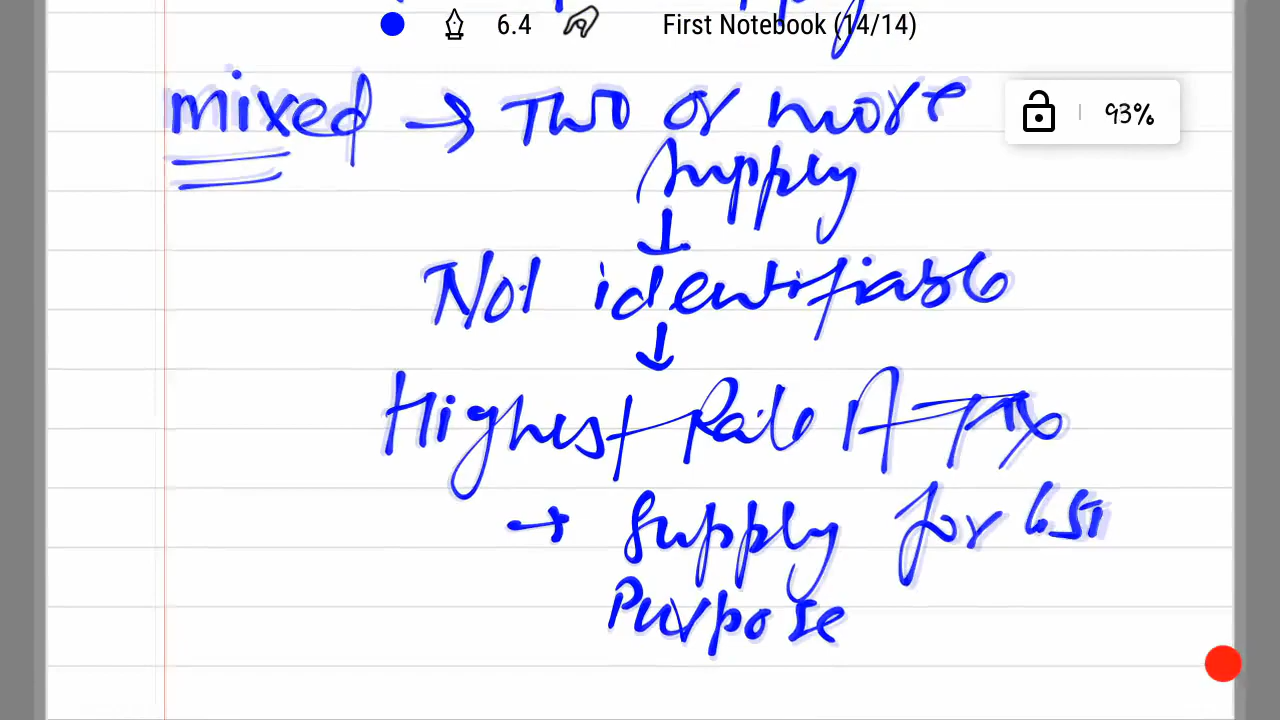 6.4 First Notebook (14/14)
93%
mixed → Two or more
supply
↓
Not identifiable
↓
Highest Rate of Tax
→ supply for GST
Purpose